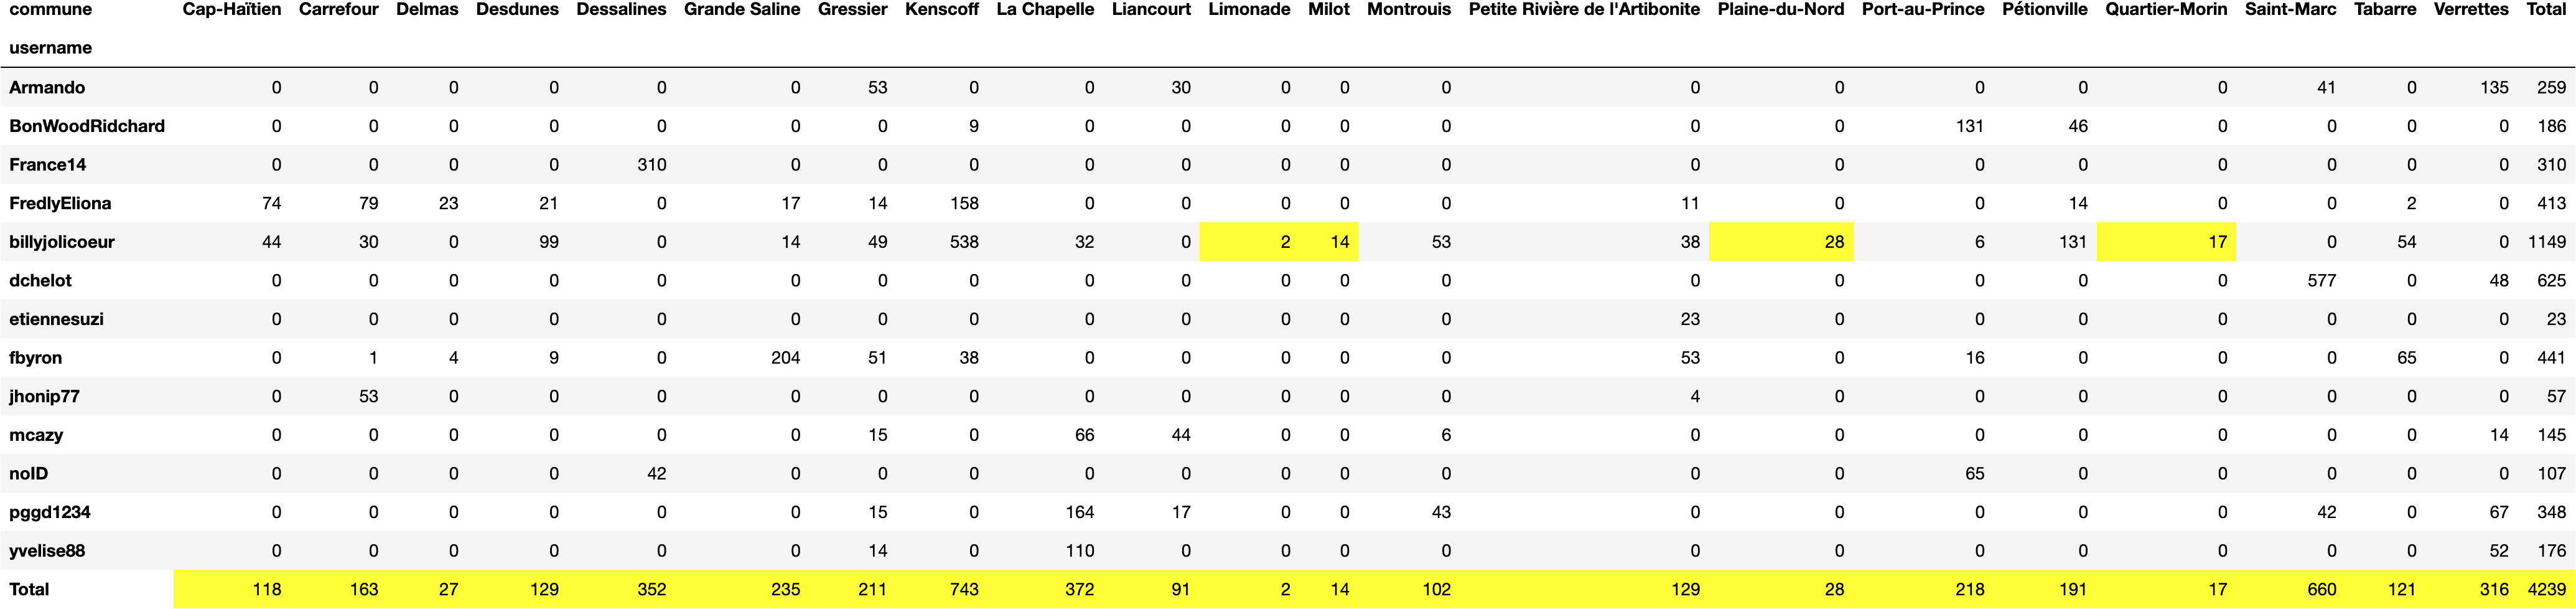 commune Cap-Haïtien Carrefour Delmas Desdunes Dessalines Grande Saline Gressier Kenscoff La Chapelle Liancourt Limonade Milot Montrouis Petite Rivière de l'Artibonite Plaine-du-Nord Port-au-Prince Pétionville Quartier-Morin Saint-Marc Tabarre Verrettes Total
username
Armando 0 0 0 0 0 0 53 0 0 30 0 0 0 0 0 0 0 0 41 0 135 259
BonWoodRidchard 0 0 0 0 0 0 0 9 0 0 0 0 0 0 0 131 46 0 0 0 0 186
France14 0 0 0 0 310 0 0 0 0 0 0 0 0 0 0 0 0 0 0 0 0 310
FredlyEliona 74 79 23 21 0 17 14 158 0 0 0 0 0 11 0 0 14 0 0 2 0 413
billyjolicoeur 44 30 0 99 0 14 49 538 32 0 2 14 53 38 28 6 131 17 0 54 0 1149
dchelot 0 0 0 0 0 0 0 0 0 0 0 0 0 0 0 0 0 0 577 0 48 625
etiennesuzi 0 0 0 0 0 0 0 0 0 0 0 0 0 23 0 0 0 0 0 0 0 23
fbyron 0 1 4 9 0 204 51 38 0 0 0 0 0 53 0 16 0 0 0 65 0 441
jhonip77 0 53 0 0 0 0 0 0 0 0 0 0 0 4 0 0 0 0 0 0 0 57
mcazy 0 0 0 0 0 0 15 0 66 44 0 0 6 0 0 0 0 0 0 0 14 145
noID 0 0 0 0 42 0 0 0 0 0 0 0 0 0 0 65 0 0 0 0 0 107
pggd1234 0 0 0 0 0 0 15 0 164 17 0 0 43 0 0 0 0 0 42 0 67 348
yvelise88 0 0 0 0 0 0 14 0 110 0 0 0 0 0 0 0 0 0 0 0 52 176
Total 118 163 27 129 352 235 211 743 372 91 2 14 102 129 28 218 191 17 660 121 316 4239